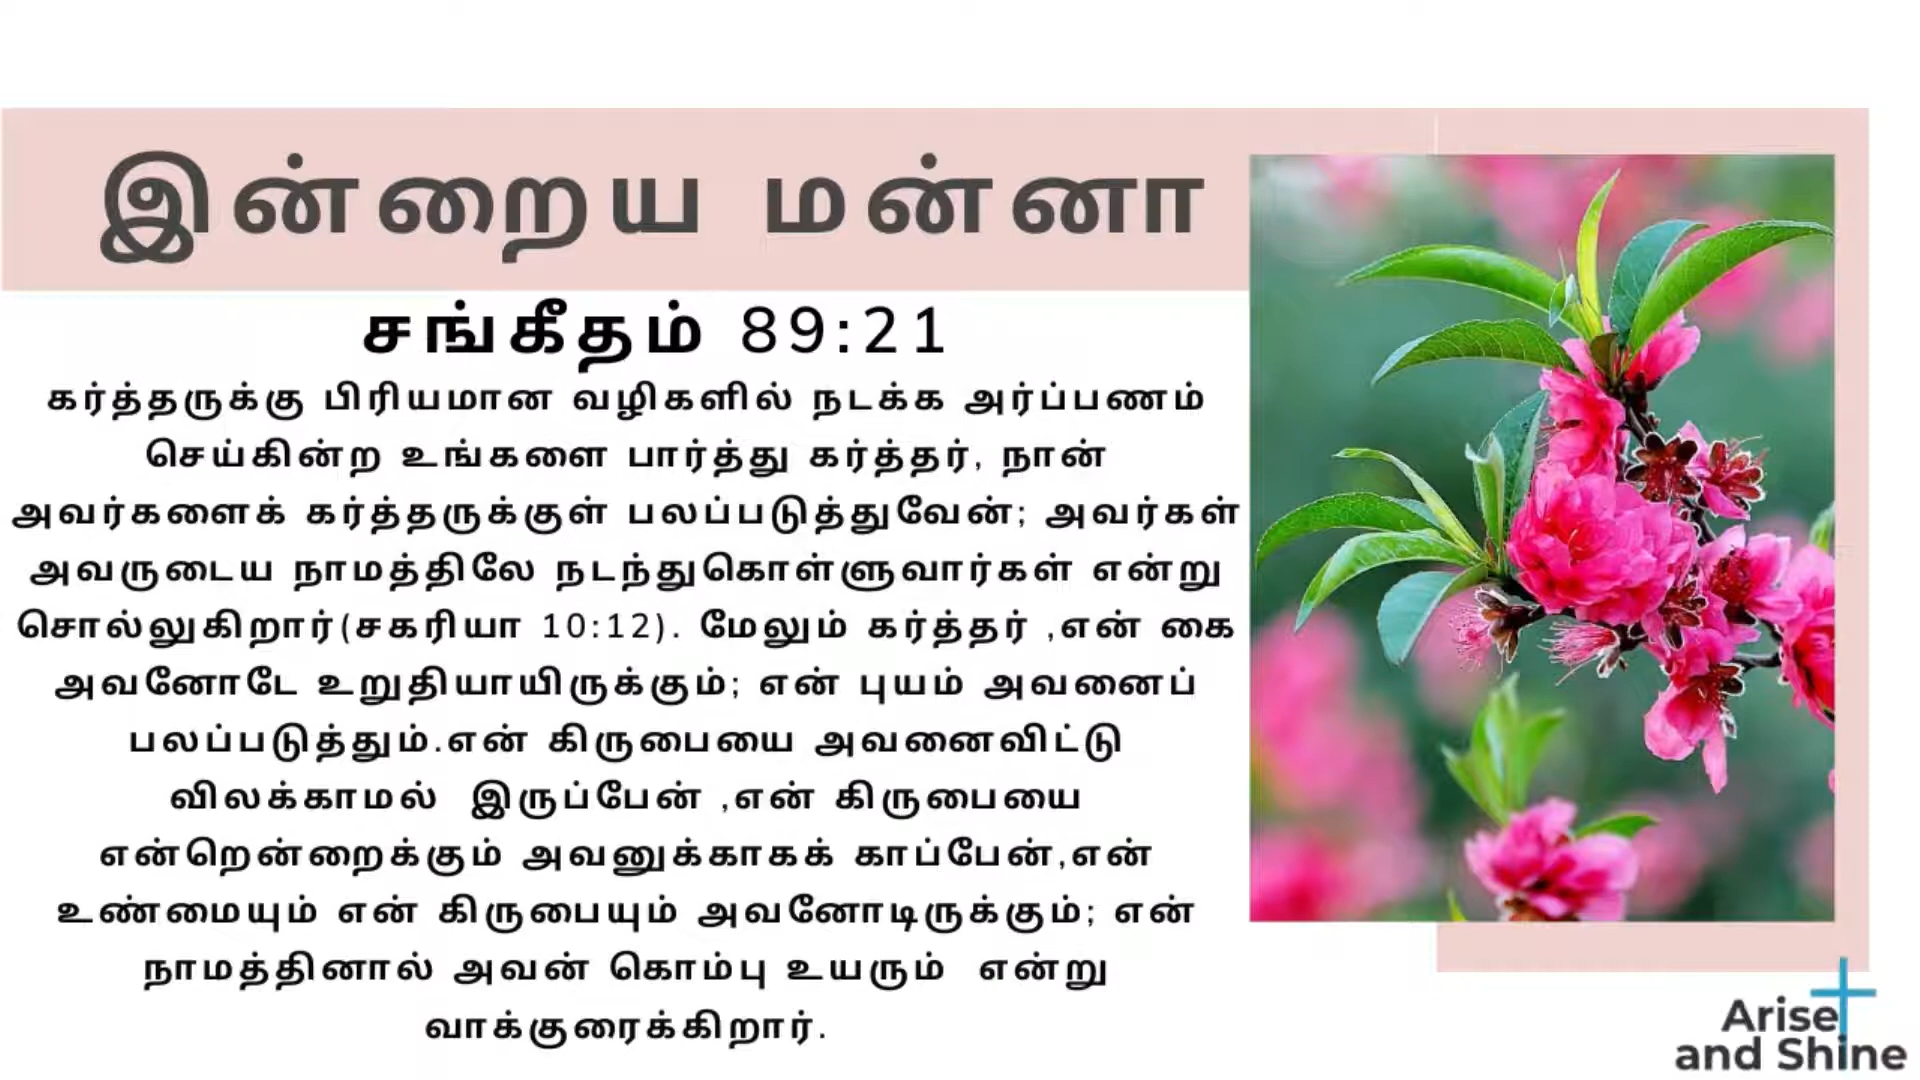 இன்றைய மன்னா
சங்கீதம் 89:21
கர்த்தருக்கு பிரியமான வழிகளில் நடக்க அர்ப்பணம்
செய்கின்ற உங்களை பார்த்து கர்த்தர், நான்
அவர்களைக் கர்த்தருக்குள் பலப்படுத்துவேன்; அவர்கள்
அவருடைய நாமத்திலே நடந்துகொள்ளுவார்கள் என்று
சொல்லுகிறார்(சகரியா 10:12). மேலும் கர்த்தர் ,என் கை
அவனோடே உறுதியாயிருக்கும்; என் புயம் அவனைப்
பலப்படுத்தும்.என் கிருபையை அவனைவிட்டு
விலக்காமல் இருப்பேன் ,என் கிருபையை
என்றென்றைக்கும் அவனுக்காகக் காப்பேன்,என்
உண்மையும் என் கிருபையும் அவனோடிருக்கும்; என்
நாமத்தினால் அவன் கொம்பு உயரும் என்று
வாக்குரைக்கிறார்.
Arise
and Shine